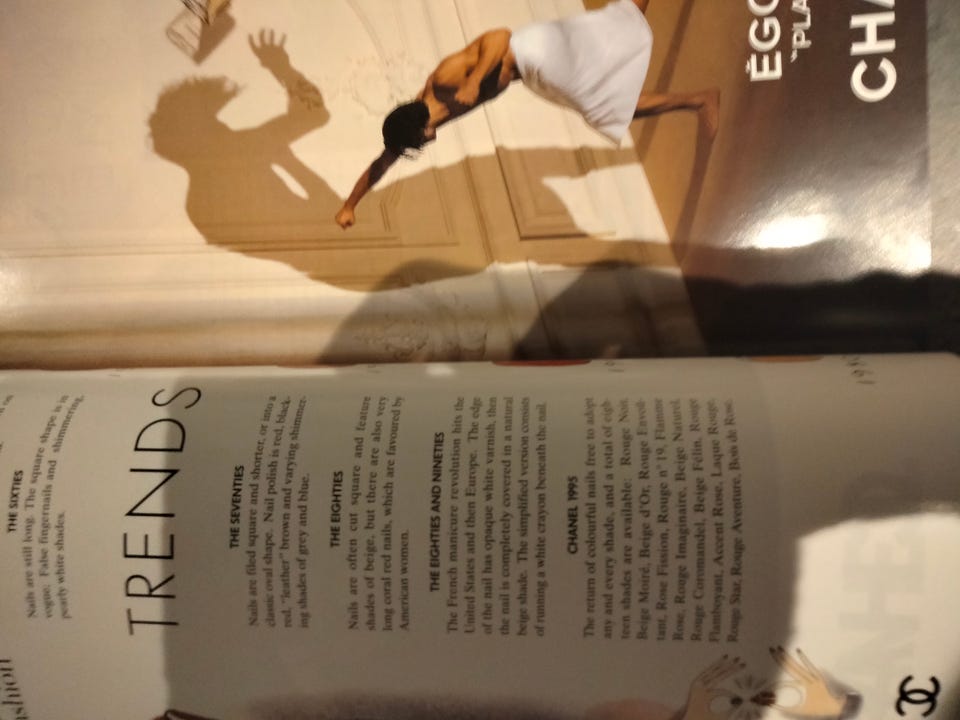 THE SIXTIES
Nails are still long. The square shape is in
vogue. False fingernails and shimmering,
pearly white shades.
TRENDS
THE SEVENTIES
Nails are filed square and shorter, or into a
classic oval shape. Nail polish is red, black-
red, "leather" brown and varying shimmer-
ing shades of grey and blue.
THE EIGHTIES
Nails are often cut square and feature
shades of beige, but there are also very
long coral red nails, which are favoured by
American women.
THE EIGHTIES AND NINETIES
The French manicure revolution hits the
United States and then Europe. The edge
of the nail has opaque white varnish, then
the nail is completely covered in a natural
beige shade. The simplified version consists
of running a white crayon beneath the nail.
CHANEL 1995
The return of colourful nails free to adopt
any and every shade, and a total of eigh-
teen shades are available: Rouge Noir,
Beige Moiré, Beige d'Or, Rouge Envoû-
tant, Rose Fission, Rouge n° 19, Flamme
Rose, Rouge Imaginaire, Beige Naturel,
Rouge Coromandel, Beige Félin, Rouge
Flamboyant, Accent Rose, Laque Rouge,
Rouge Star, Rouge Aventure, Bois de Rose.
ÉGO
"PLA
CHA